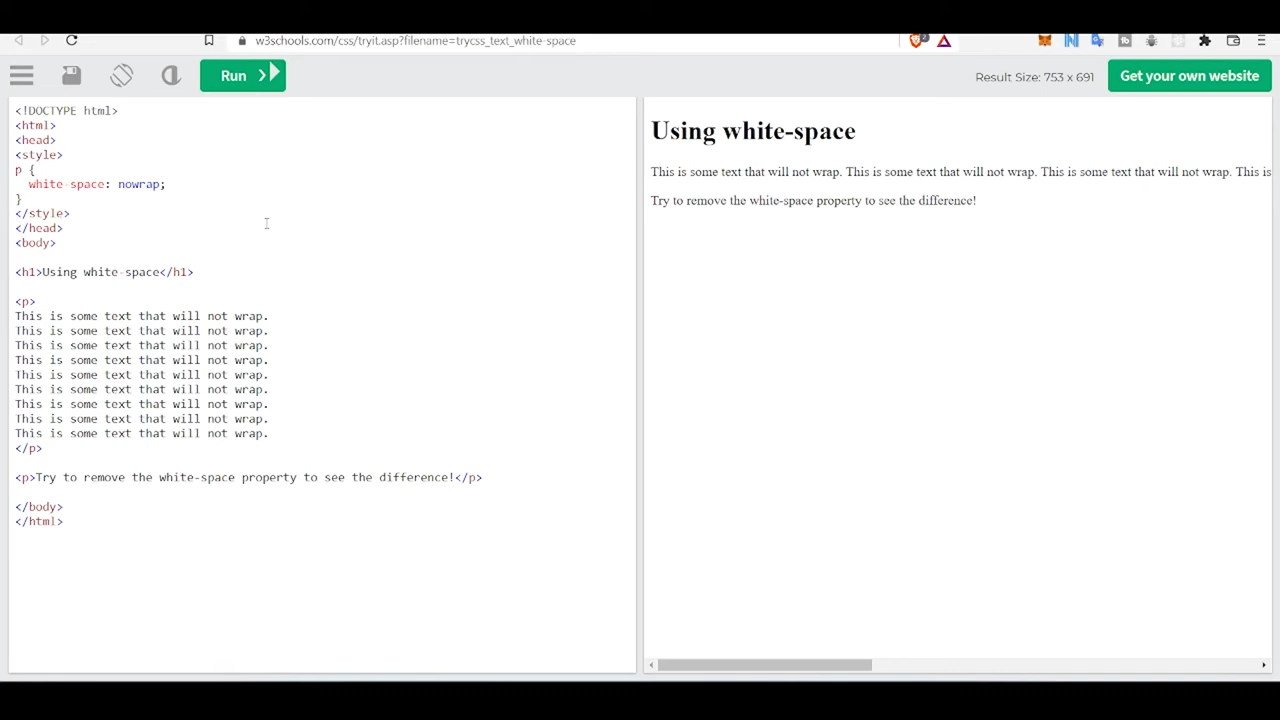 w3schools.com/css/tryit.asp?filename=trycss_text_white-space
Run ❯
Result Size: 753 x 691
Get your own website
<!DOCTYPE html>
<html>
<head>
<style>
p {
  white-space: nowrap;
}
</style>
</head>
<body>
<h1>Using white-space</h1>
<p>
This is some text that will not wrap.
This is some text that will not wrap.
This is some text that will not wrap.
This is some text that will not wrap.
This is some text that will not wrap.
This is some text that will not wrap.
This is some text that will not wrap.
This is some text that will not wrap.
This is some text that will not wrap.
</p>
<p>Try to remove the white-space property to see the difference!</p>
</body>
</html>
Using white-space
This is some text that will not wrap. This is some text that will not wrap. This is some text that will not wrap. This is
Try to remove the white-space property to see the difference!